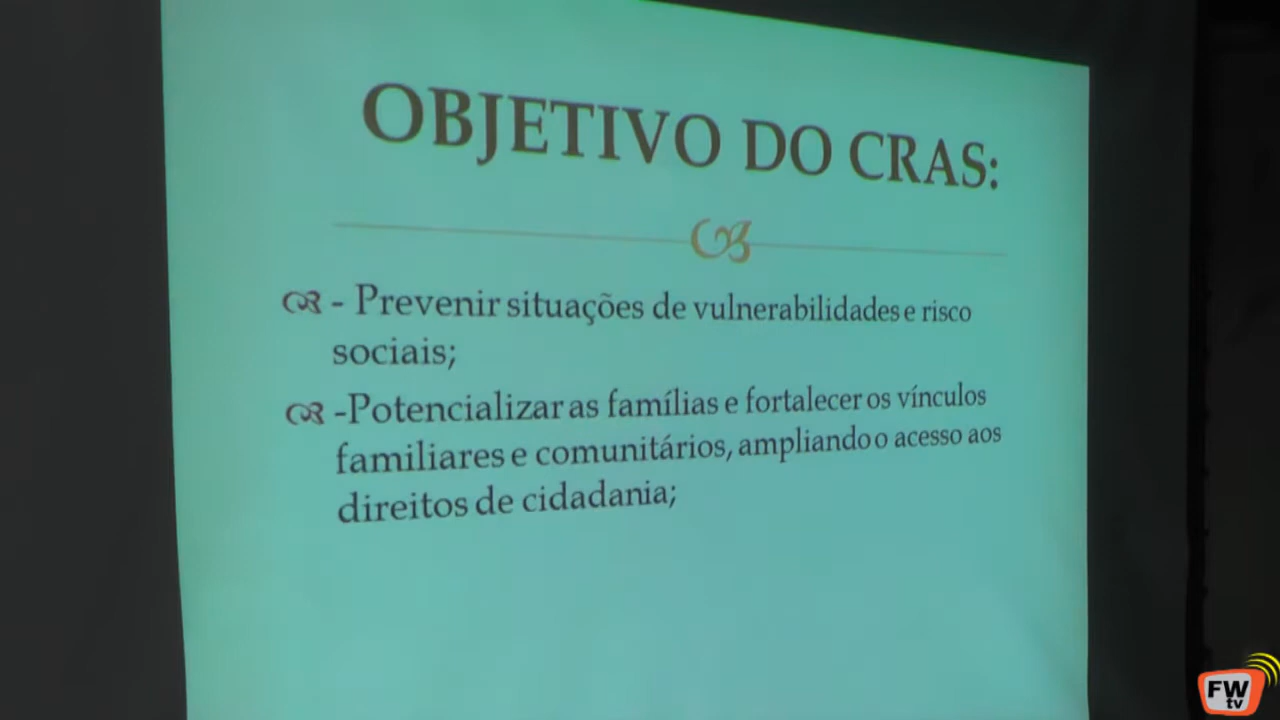 OBJETIVO DO CRAS:
- Prevenir situações de vulnerabilidades e risco
sociais;
-Potencializar as famílias e fortalecer os vínculos
familiares e comunitários, ampliando o acesso aos
direitos de cidadania;
FW
tv